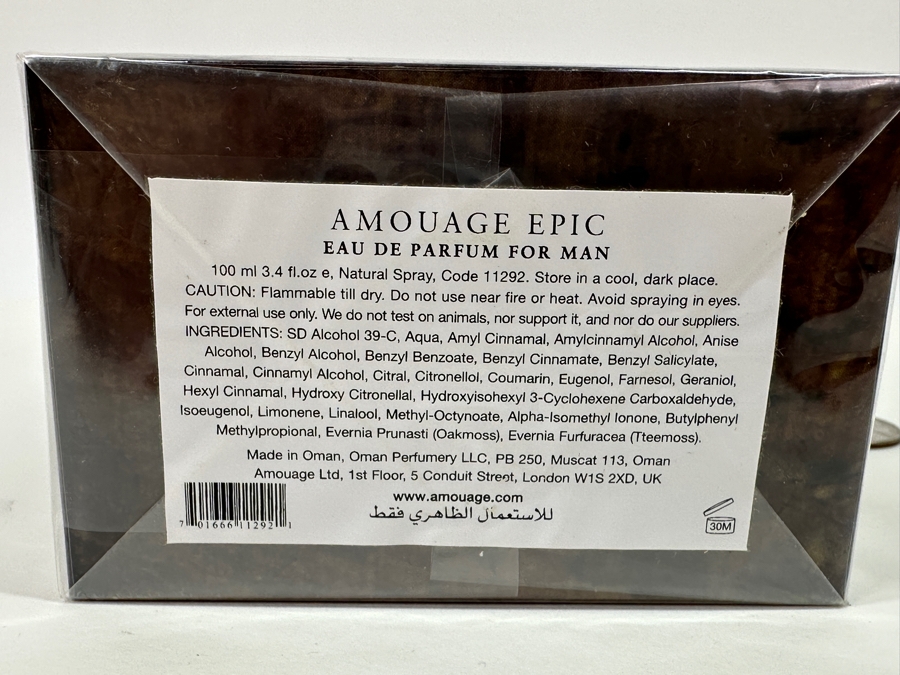 AMOUAGE EPIC
EAU DE PARFUM FOR MAN
100 ml 3.4 fl.oz e, Natural Spray, Code 11292. Store in a cool, dark place.
CAUTION: Flammable till dry. Do not use near fire or heat. Avoid spraying in eyes.
For external use only. We do not test on animals, nor support it, and nor do our suppliers.
INGREDIENTS: SD Alcohol 39-C, Aqua, Amyl Cinnamal, Amylcinnamyl Alcohol, Anise
Alcohol, Benzyl Alcohol, Benzyl Benzoate, Benzyl Cinnamate, Benzyl Salicylate,
Cinnamal, Cinnamyl Alcohol, Citral, Citronellol, Coumarin, Eugenol, Farnesol, Geraniol,
Hexyl Cinnamal, Hydroxy Citronellal, Hydroxyisohexyl 3-Cyclohexene Carboxaldehyde,
Isoeugenol, Limonene, Linalool, Methyl-Octynoate, Alpha-Isomethyl Ionone, Butylphenyl
Methylpropional, Evernia Prunasti (Oakmoss), Evernia Furfuracea (Tteemoss).
Made in Oman, Oman Perfumery LLC, PB 250, Muscat 113, Oman
Amouage Ltd, 1st Floor, 5 Conduit Street, London W1S 2XD, UK
www.amouage.com
للاستعمال الظاهري فقط
7 01666 11292 1
30M